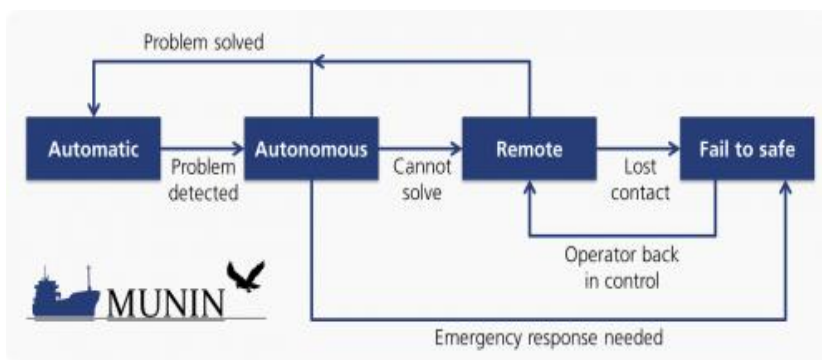 Problem solved
Automatic
Problem
detected
Autonomous
Cannot
solve
Remote
Lost
contact
Fail to safe
Operator back
in control
MUNIN
Emergency response needed